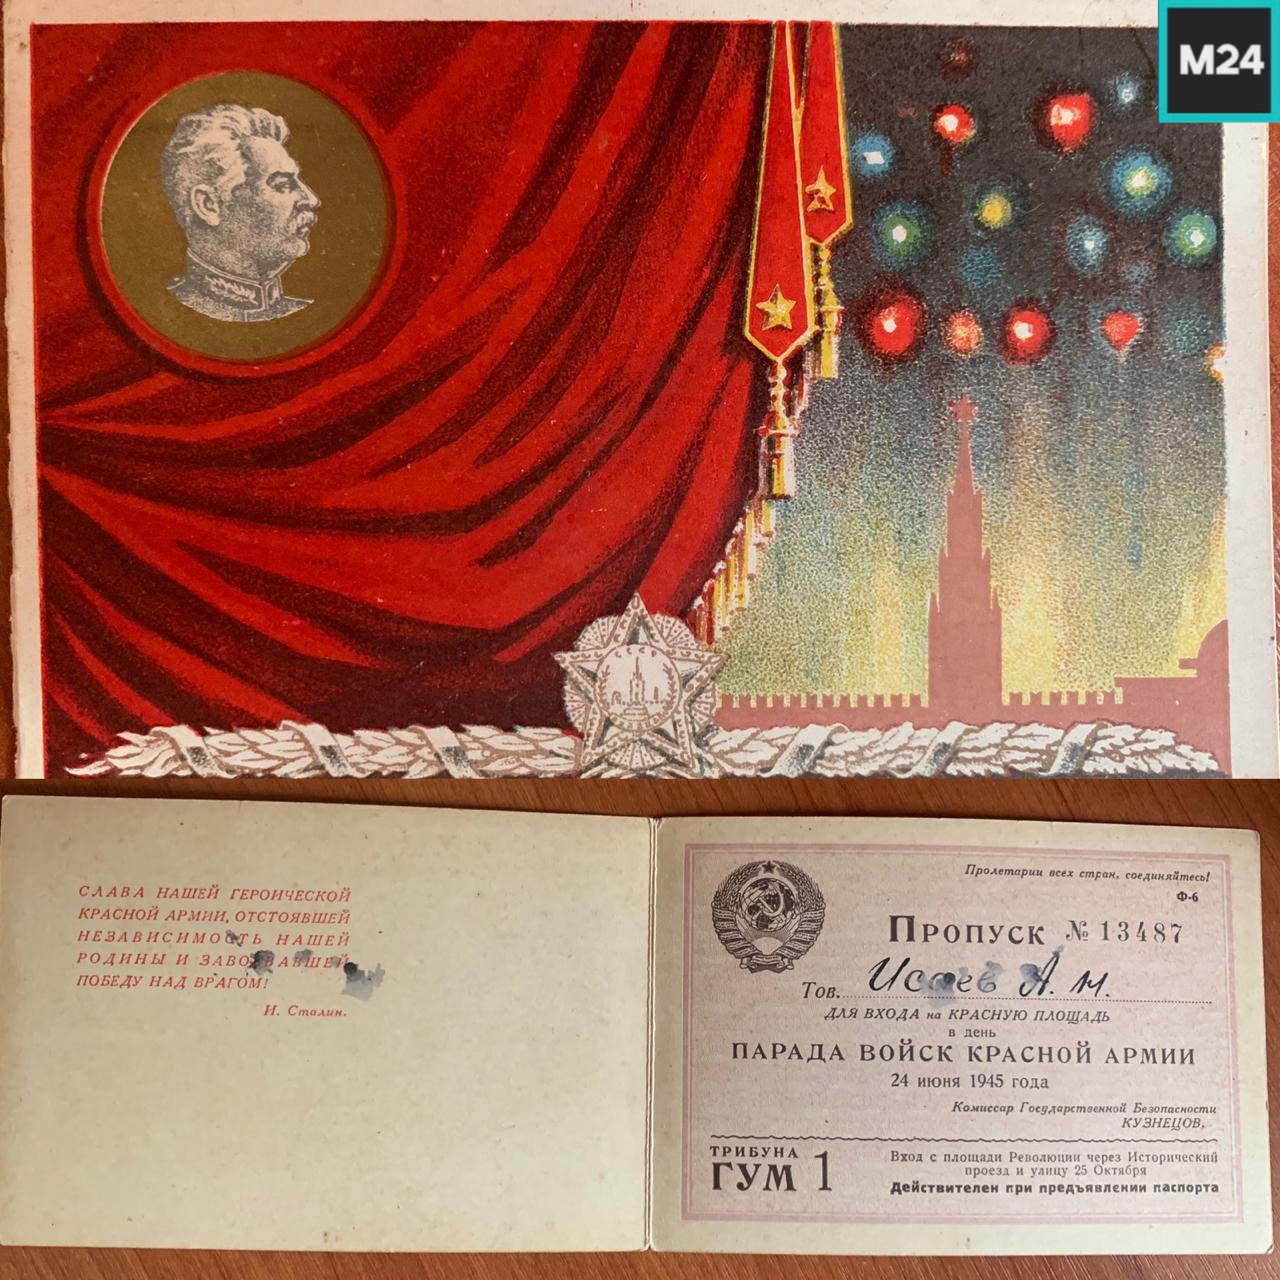 M24
СССР
СЛАВА НАШЕЙ ГЕРОИЧЕСКОЙ
КРАСНОЙ АРМИИ, ОТСТОЯВШЕЙ
НЕЗАВИСИМОСТЬ НАШЕЙ
РОДИНЫ И ЗАВОЕВАВШЕЙ
ПОБЕДУ НАД ВРАГОМ!
И. Сталин.
Пролетарии всех стран, соединяйтесь!
Ф-6
ПРОПУСК № 13487
Тов. Исаев А. М.
ДЛЯ ВХОДА на КРАСНУЮ ПЛОЩАДЬ
в день
ПАРАДА ВОЙСК КРАСНОЙ АРМИИ
24 июня 1945 года
Комиссар Государственной Безопасности
КУЗНЕЦОВ.
ТРИБУНА
ГУМ 1
Вход с площади Революции через Исторический
проезд и улицу 25 Октября
Действителен при предъявлении паспорта